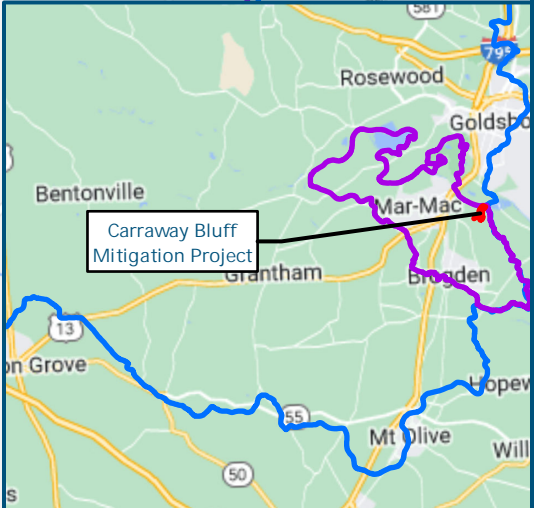 581
795
Rosewood
Goldsbo
Bentonville
Mar-Mac
Carraway Bluff
Mitigation Project
Grantham
Brogden
13
on Grove
Hopew
55
Mt Olive
Will
50
s